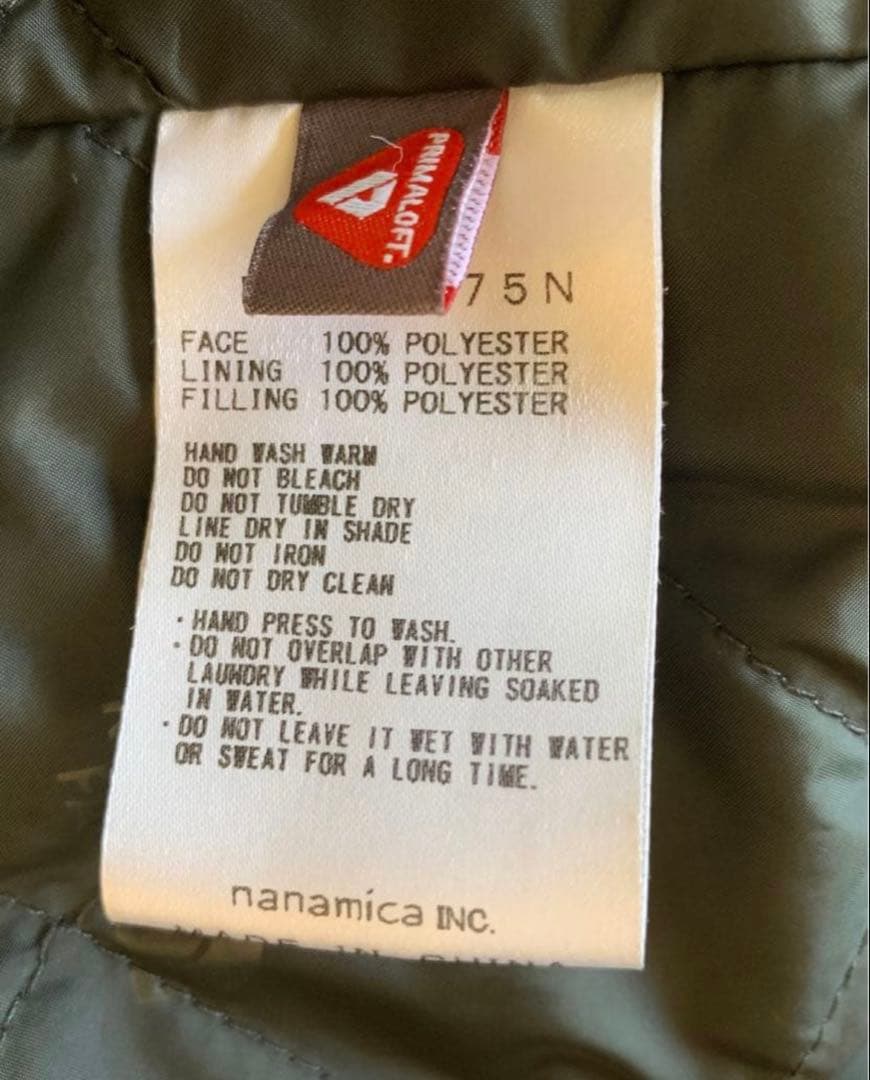 PRIMALOFT.
75N
FACE 100% POLYESTER
LINING 100% POLYESTER
FILLING 100% POLYESTER
HAND WASH WARM
DO NOT BLEACH
DO NOT TUMBLE DRY
LINE DRY IN SHADE
DO NOT IRON
DO NOT DRY CLEAN
・HAND PRESS TO WASH.
・DO NOT OVERLAP WITH OTHER
LAUNDRY WHILE LEAVING SOAKED
IN WATER.
・DO NOT LEAVE IT WET WITH WATER
OR SWEAT FOR A LONG TIME.
nanamica INC.
MADE IN CHINA